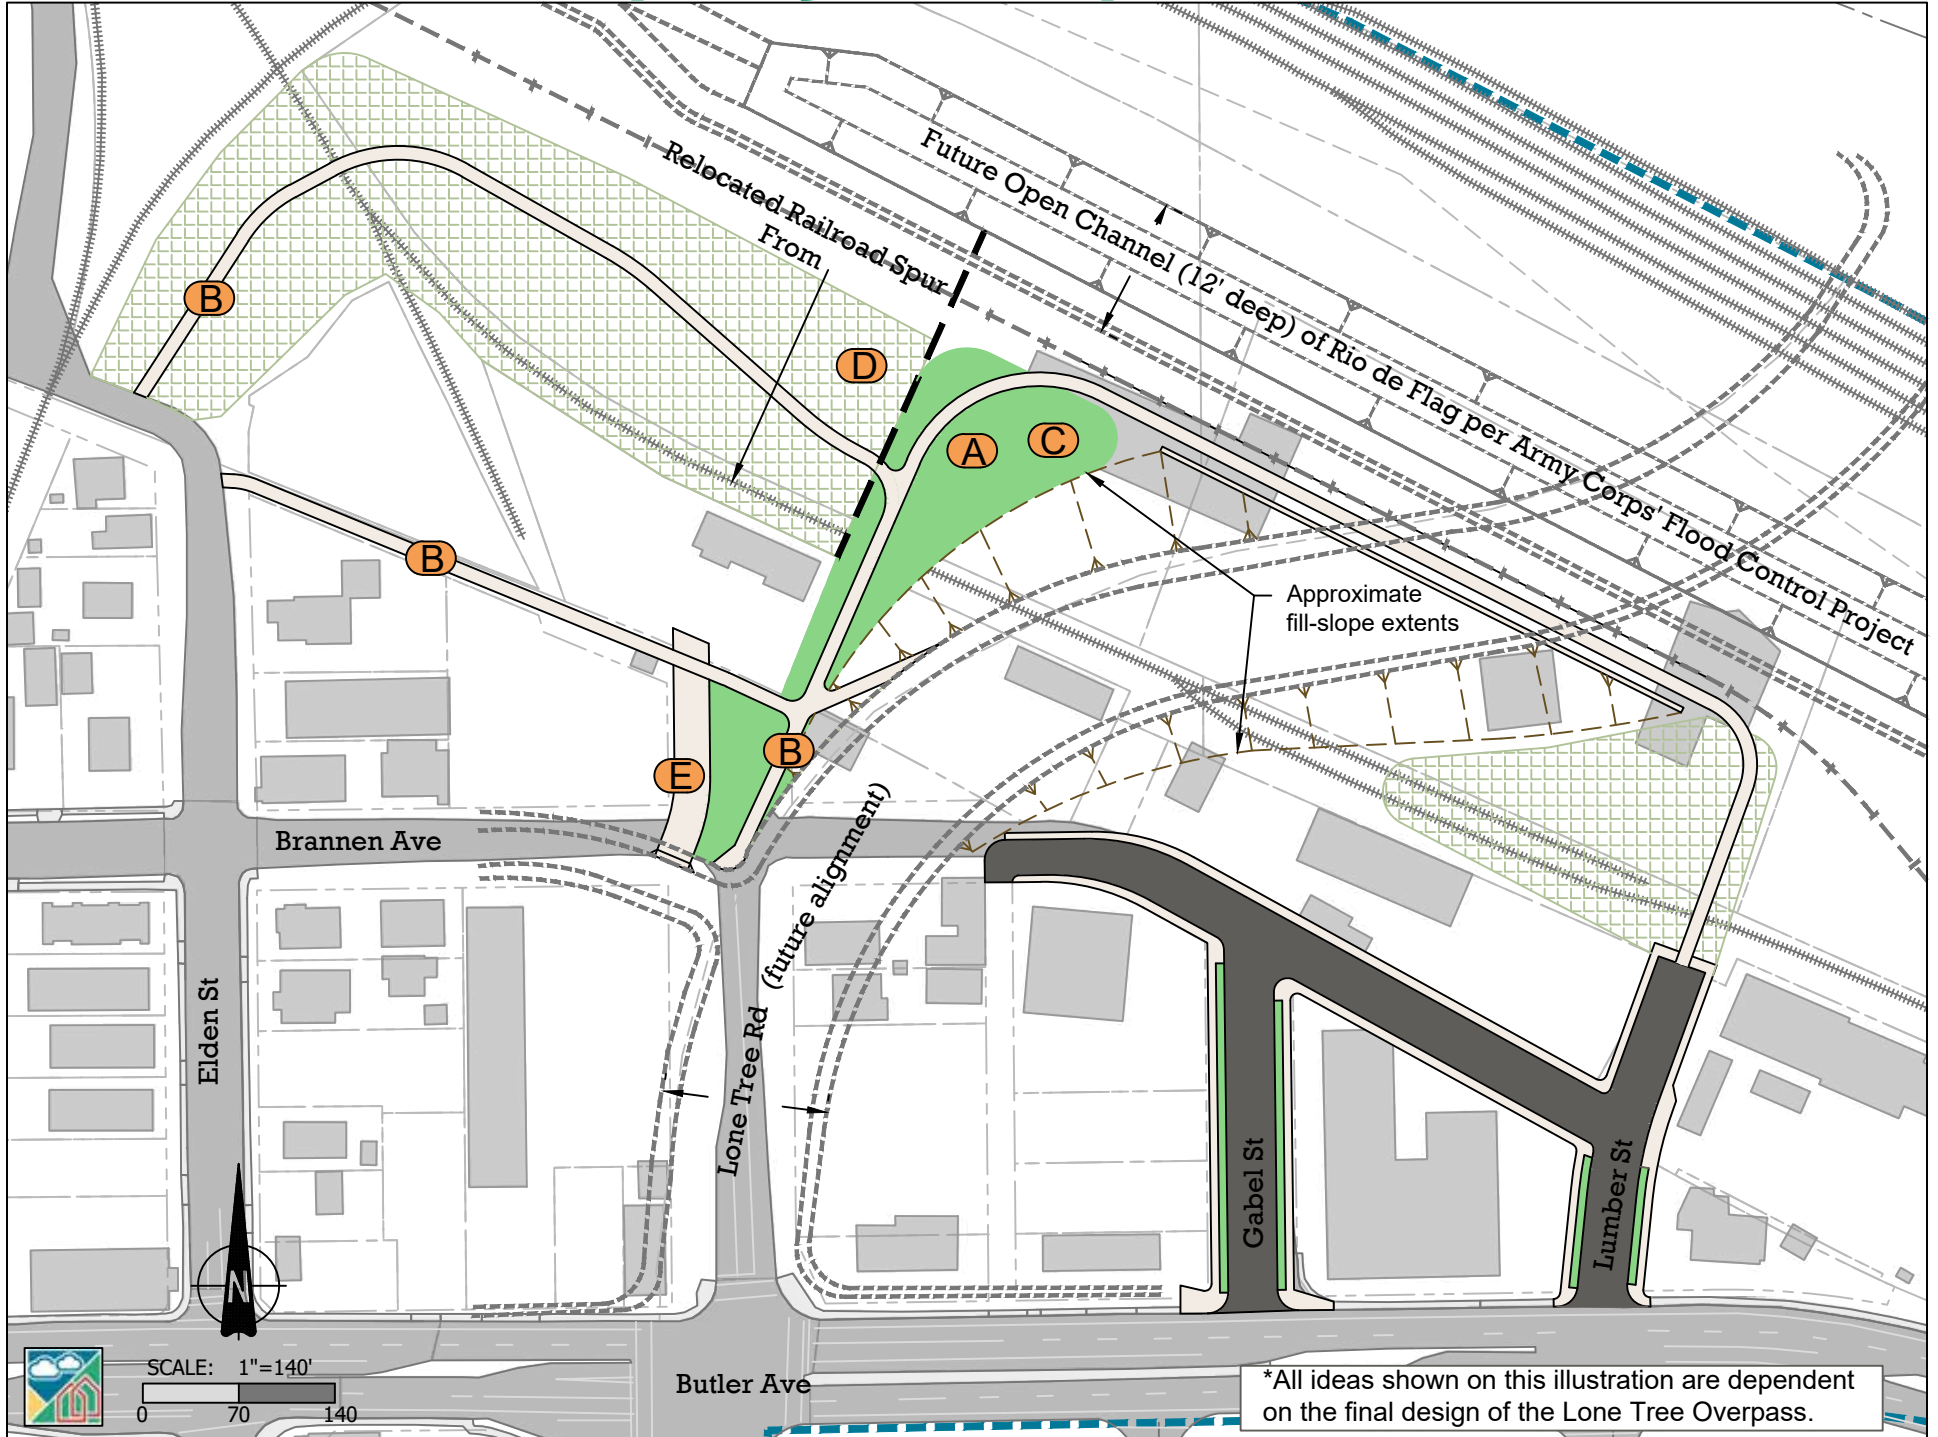 Future Open Channel (12' deep) of Rio de Flag per Army Corps' Flood Control Project
Relocated Railroad Spur
From
B
D
A
C
B
Approximate
fill-slope extents
B
E
Brannen Ave
Lone Tree Rd (future alignment)
Elden St
Gabel St
Lumber St
N
SCALE: 1"=140'
0 70 140
Butler Ave
*All ideas shown on this illustration are dependent
on the final design of the Lone Tree Overpass.